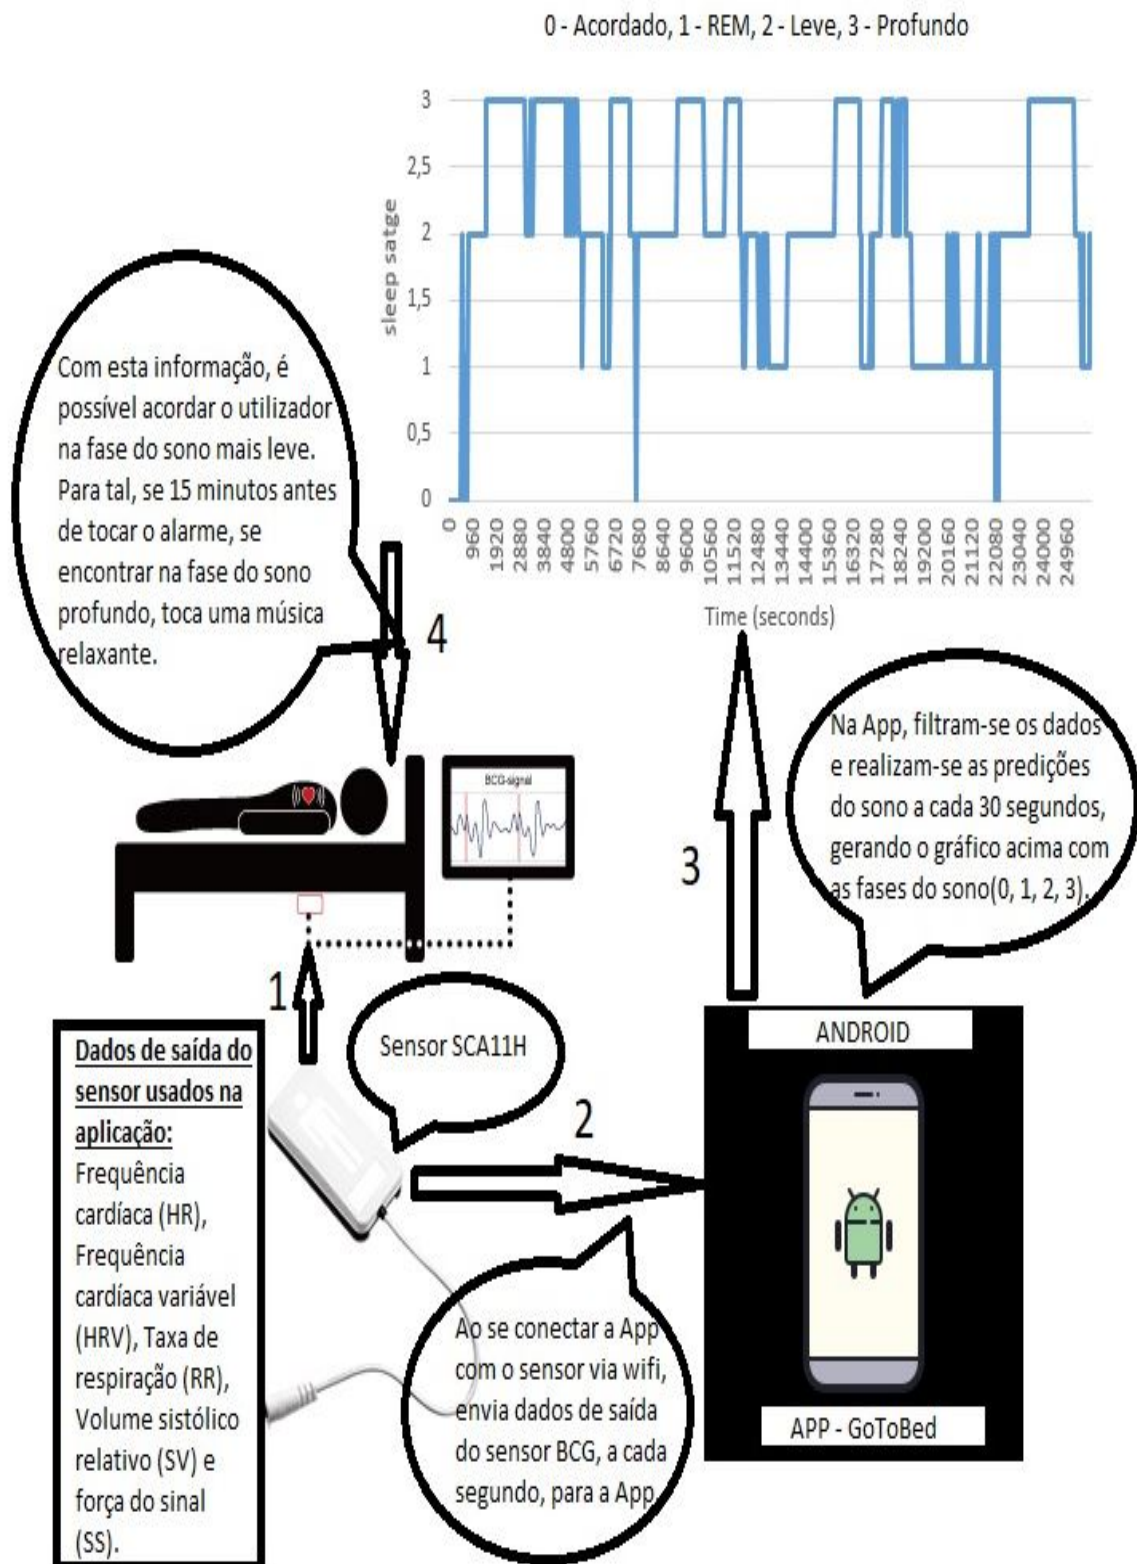 0 - Acordado, 1 - REM, 2 - Leve, 3 - Profundo
3
2,5
2
1,5
1
0,5
0
sleep satge
0
960
1920
2880
3840
4800
5760
6720
7680
8640
9600
10560
11520
12480
13440
14400
15360
16320
17280
18240
19200
20160
21120
22080
23040
24000
24960
Time (seconds)
Com esta informação, é
possível acordar o utilizador
na fase do sono mais leve.
Para tal, se 15 minutos antes
de tocar o alarme, se
encontrar na fase do sono
profundo, toca uma música
relaxante.
4
BCG-signal
Na App, filtram-se os dados
e realizam-se as predições
do sono a cada 30 segundos,
gerando o gráfico acima com
as fases do sono(0, 1, 2, 3).
3
1
Sensor SCA11H
Dados de saída do
sensor usados na
aplicação:
Frequência
cardíaca (HR),
Frequência
cardíaca variável
(HRV), Taxa de
respiração (RR),
Volume sistólico
relativo (SV) e
força do sinal
(SS).
2
Ao se conectar a App
com o sensor via wifi,
envia dados de saída
do sensor BCG, a cada
segundo, para a App.
ANDROID
APP - GoToBed